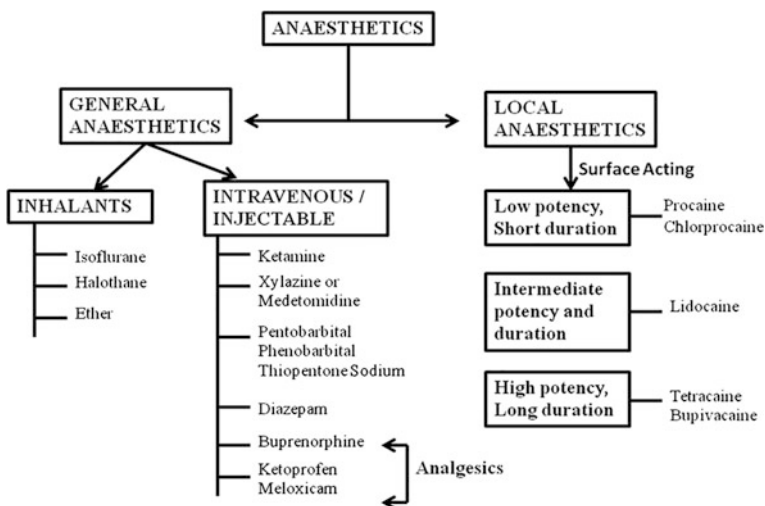 ANAESTHETICS
GENERAL
ANAESTHETICS
LOCAL
ANAESTHETICS
Surface Acting
INHALANTS
Isoflurane
Halothane
Ether
INTRAVENOUS /
INJECTABLE
Ketamine
Xylazine or
Medetomidine
Pentobarbital
Phenobarbital
Thiopentone Sodium
Diazepam
Buprenorphine
Ketoprofen
Meloxicam
Analgesics
Low potency,
Short duration
Procaine
Chlorprocaine
Intermediate
potency and
duration
Lidocaine
High potency,
Long duration
Tetracaine
Bupivacaine